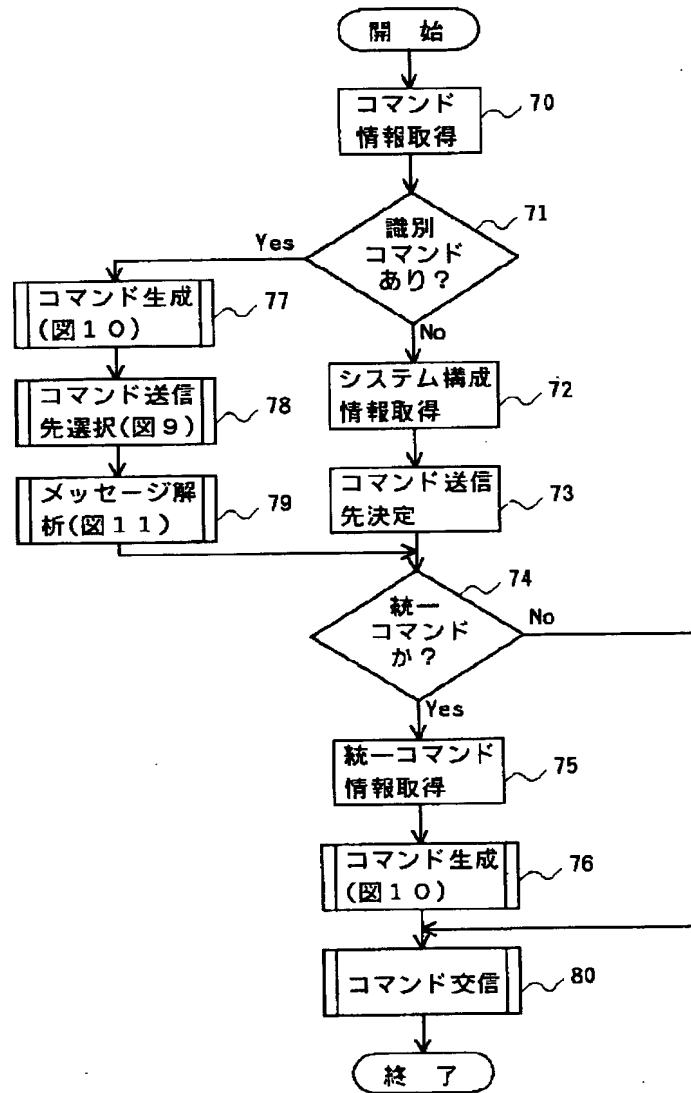 開 始
コマンド
情報取得
70
識別
コマンド
あり?
71
Yes
No
コマンド生成
(図10)
77
コマンド送信
先選択(図9)
78
メッセージ解
析(図11)
79
システム構成
情報取得
72
コマンド送信
先決定
73
統一
コマンド
か?
74
No
Yes
統一コマンド
情報取得
75
コマンド生成
(図10)
76
コマンド交信
80
終 了